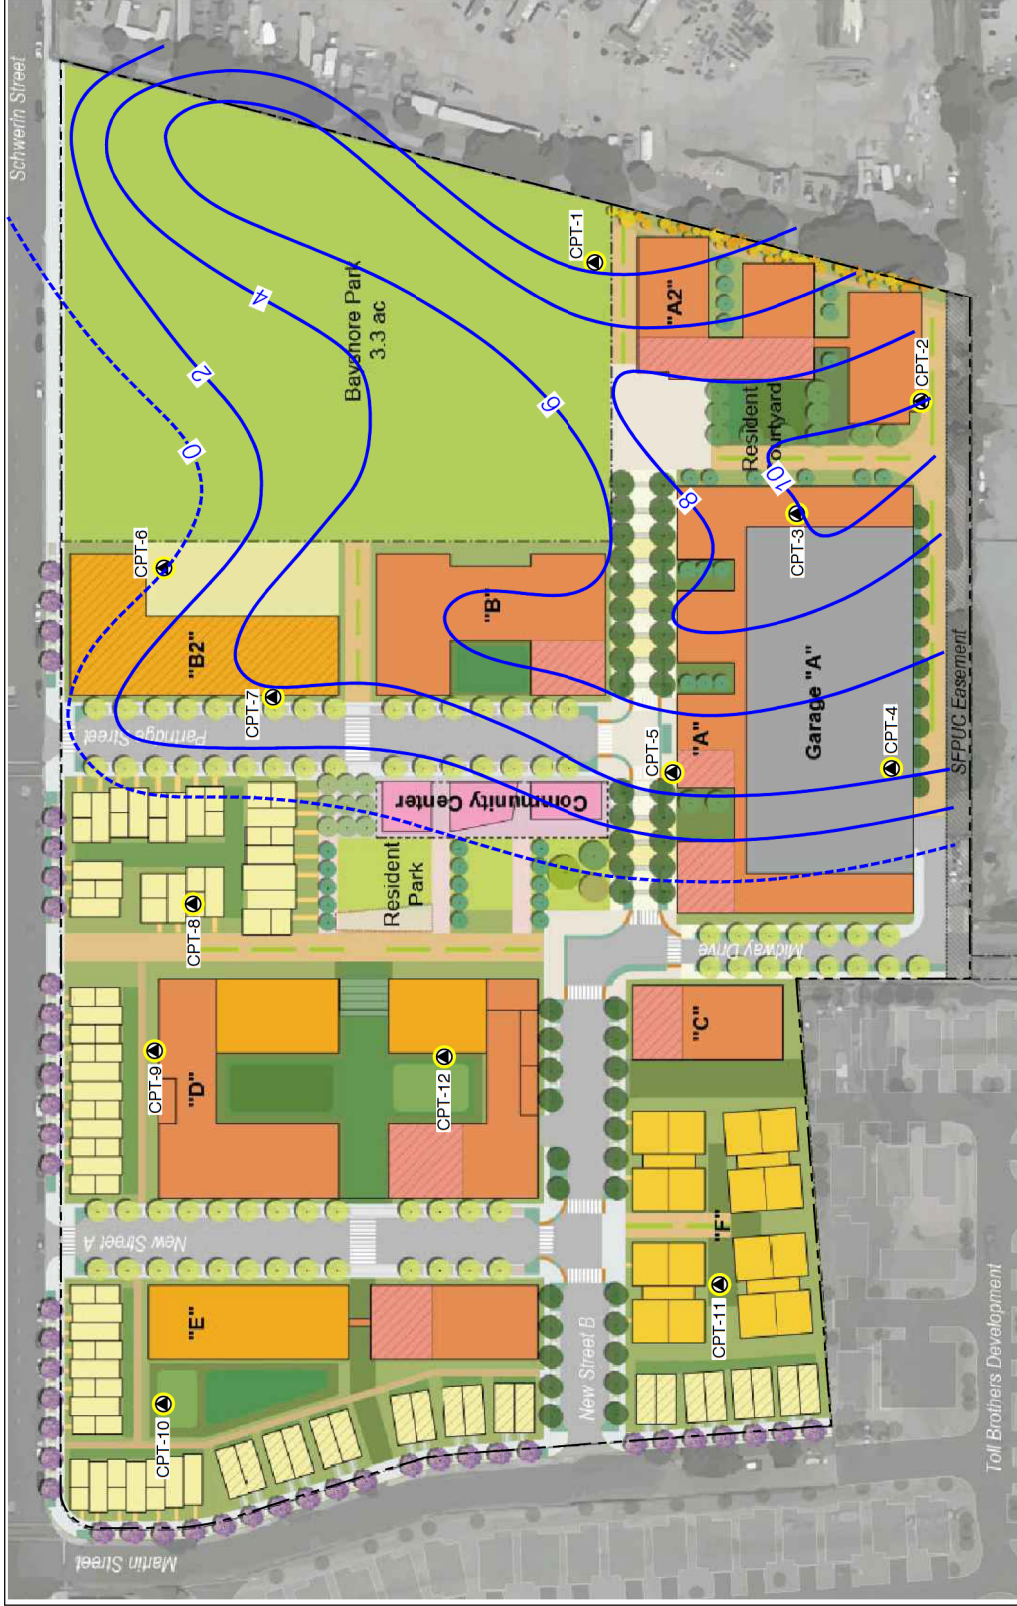 Schwerin Street
CPT-1
"A2"
4
Bayshore Park
3.3 ac
2
0
6
CPT-2
Resident
Courtyard
8
10
CPT-3
CPT-6
"B2"
"B"
CPT-7
Partridge Street
CPT-5
"A"
Garage "A"
CPT-4
SFPUC Easement
Community Center
Resident
Park
CPT-8
Midway Drive
CPT-9
"D"
CPT-12
"C"
New Street A
"F"
CPT-11
"E"
New Street B
CPT-10
Martin Street
Toll Brothers Development